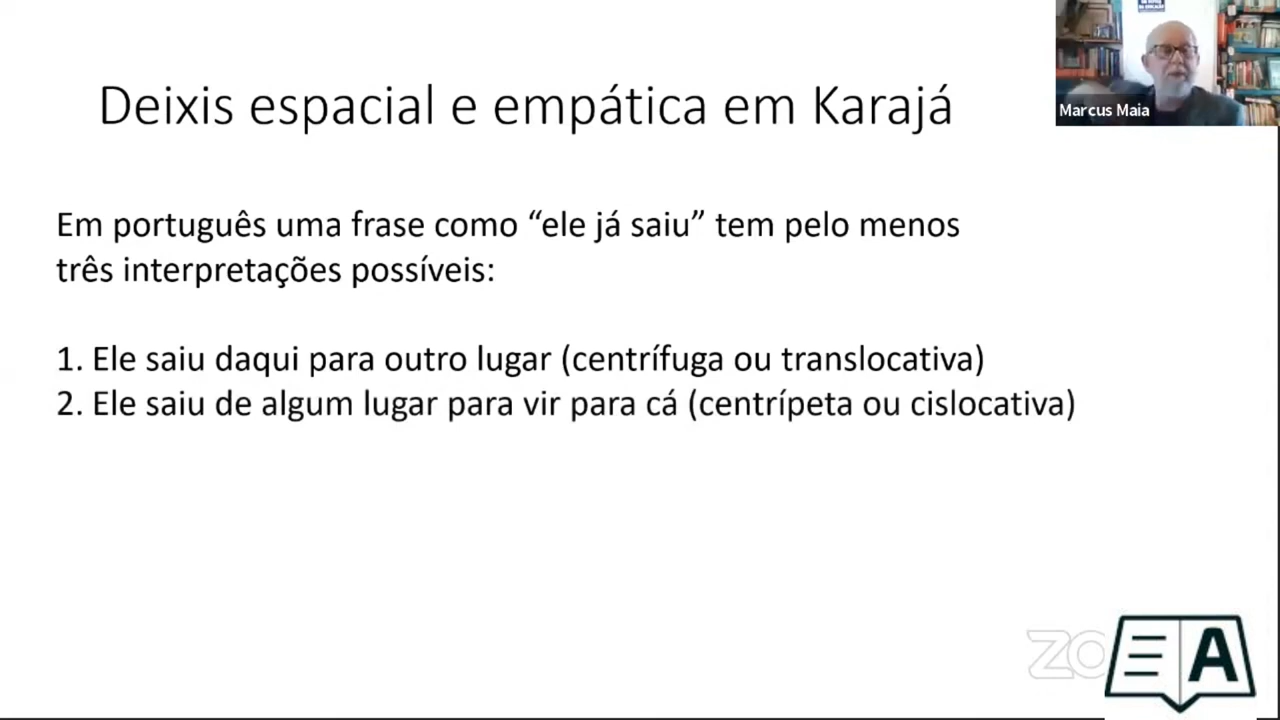 Deixis espacial e empática em Karajá
Marcus Maia
Em português uma frase como “ele já saiu” tem pelo menos
três interpretações possíveis:
1. Ele saiu daqui para outro lugar (centrífuga ou translocativa)
2. Ele saiu de algum lugar para vir para cá (centrípeta ou cislocativa)
A